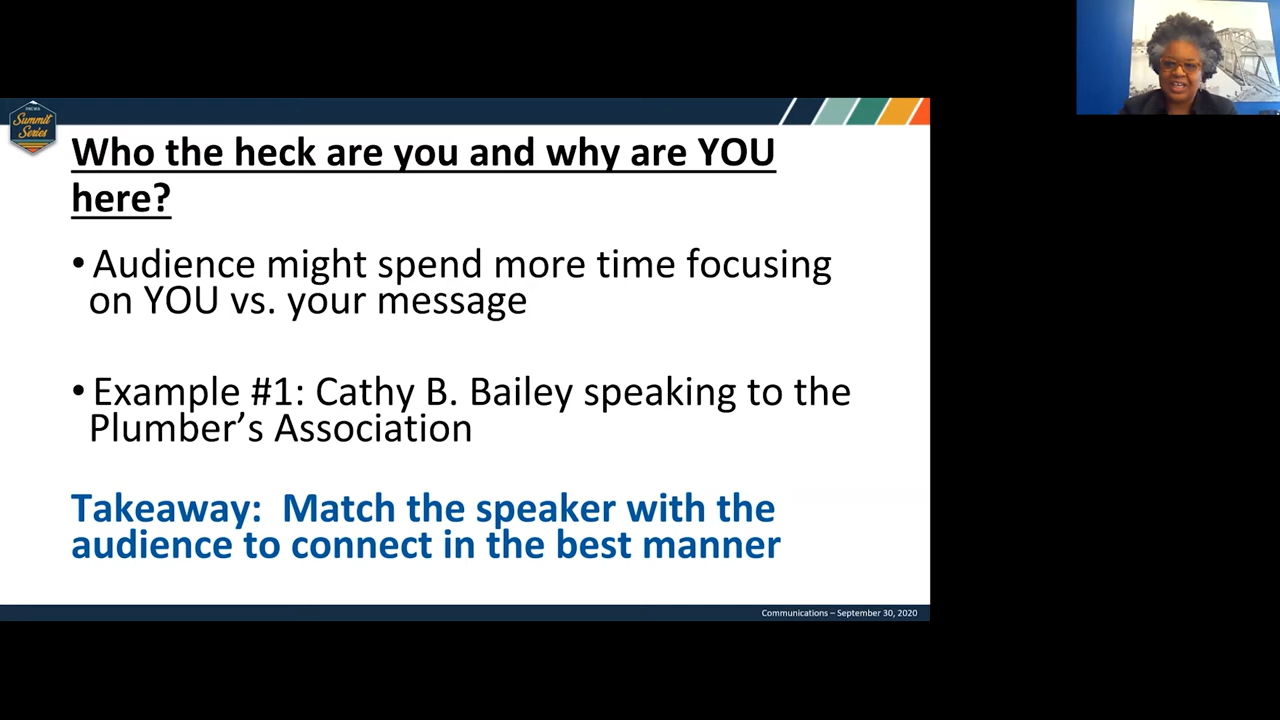 Summit
Series
Who the heck are you and why are YOU
here?
• Audience might spend more time focusing
on YOU vs. your message
• Example #1: Cathy B. Bailey speaking to the
Plumber’s Association
Takeaway:  Match the speaker with the
audience to connect in the best manner
Communications – September 30, 2020